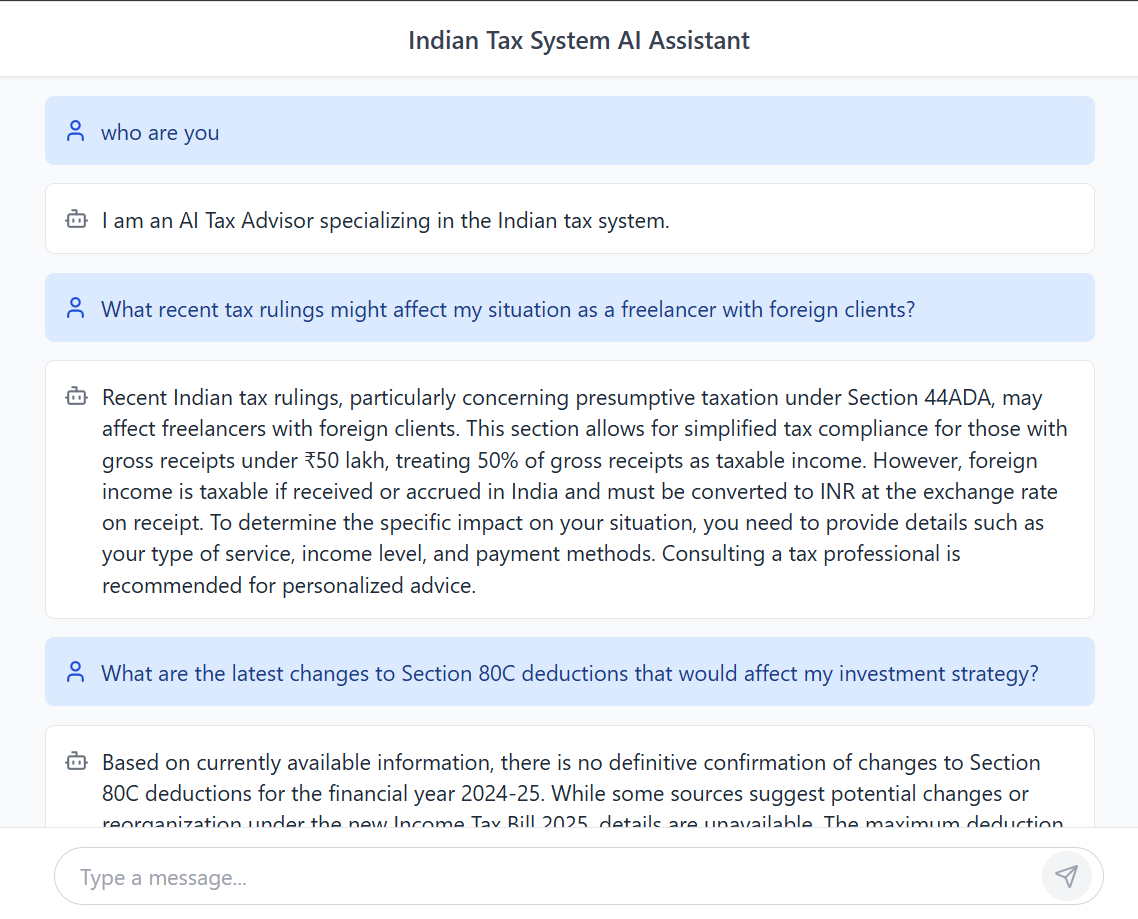 Indian Tax System AI Assistant
who are you
I am an AI Tax Advisor specializing in the Indian tax system.
What recent tax rulings might affect my situation as a freelancer with foreign clients?
Recent Indian tax rulings, particularly concerning presumptive taxation under Section 44ADA, may
affect freelancers with foreign clients. This section allows for simplified tax compliance for those with
gross receipts under ₹50 lakh, treating 50% of gross receipts as taxable income. However, foreign
income is taxable if received or accrued in India and must be converted to INR at the exchange rate
on receipt. To determine the specific impact on your situation, you need to provide details such as
your type of service, income level, and payment methods. Consulting a tax professional is
recommended for personalized advice.
What are the latest changes to Section 80C deductions that would affect my investment strategy?
Based on currently available information, there is no definitive confirmation of changes to Section
80C deductions for the financial year 2024-25. While some sources suggest potential changes or
reorganization under the new Income Tax Bill 2025, details are unavailable. The maximum deduction
Type a message...